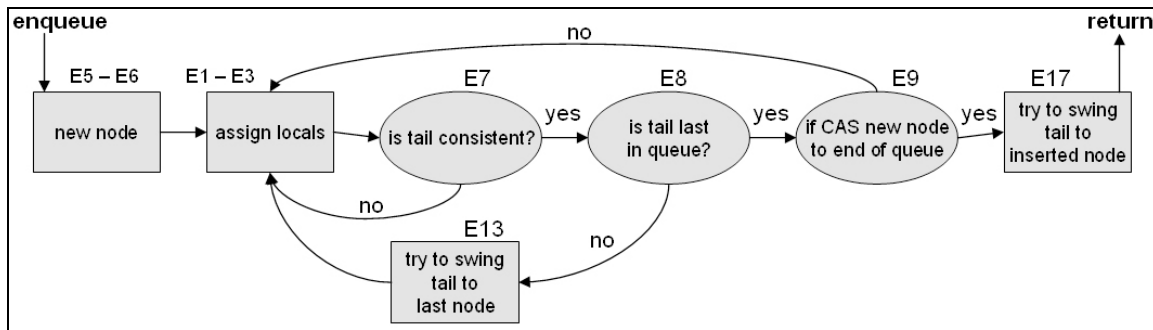 enqueue
return
no
E5 – E6
E1 – E3
E7
E8
E9
E17
new node
assign locals
is tail consistent?
yes
is tail last
in queue?
yes
if CAS new node
to end of queue
yes
try to swing
tail to
inserted node
no
E13
no
try to swing
tail to
last node